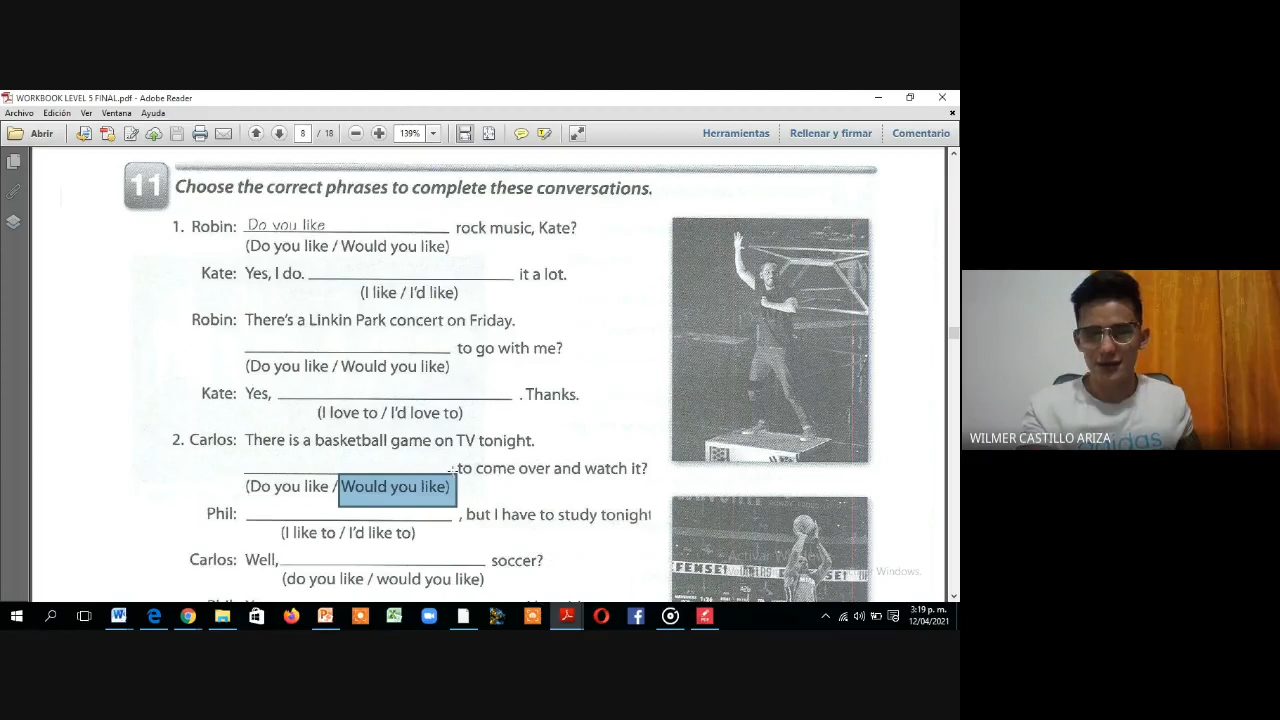 WORKBOOK LEVEL 5 FINAL.pdf - Adobe Reader
Archivo Edición Ver Ventana Ayuda
Abrir 8 / 18 139% Herramientas Rellenar y firmar Comentario
11 Choose the correct phrases to complete these conversations.
1. Robin: Do you like rock music, Kate?
(Do you like / Would you like)
Kate: Yes, I do. it a lot.
(I like / I'd like)
Robin: There's a Linkin Park concert on Friday.
to go with me?
(Do you like / Would you like)
Kate: Yes, . Thanks.
(I love to / I'd love to)
2. Carlos: There is a basketball game on TV tonight.
to come over and watch it?
(Do you like / Would you like)
Phil: , but I have to study tonight
(I like to / I'd like to)
Carlos: Well, soccer?
(do you like / would you like)
Activar Windows
Windows.
3:19 p. m.
12/04/2021
WILMER CASTILLO ARIZA
adidas